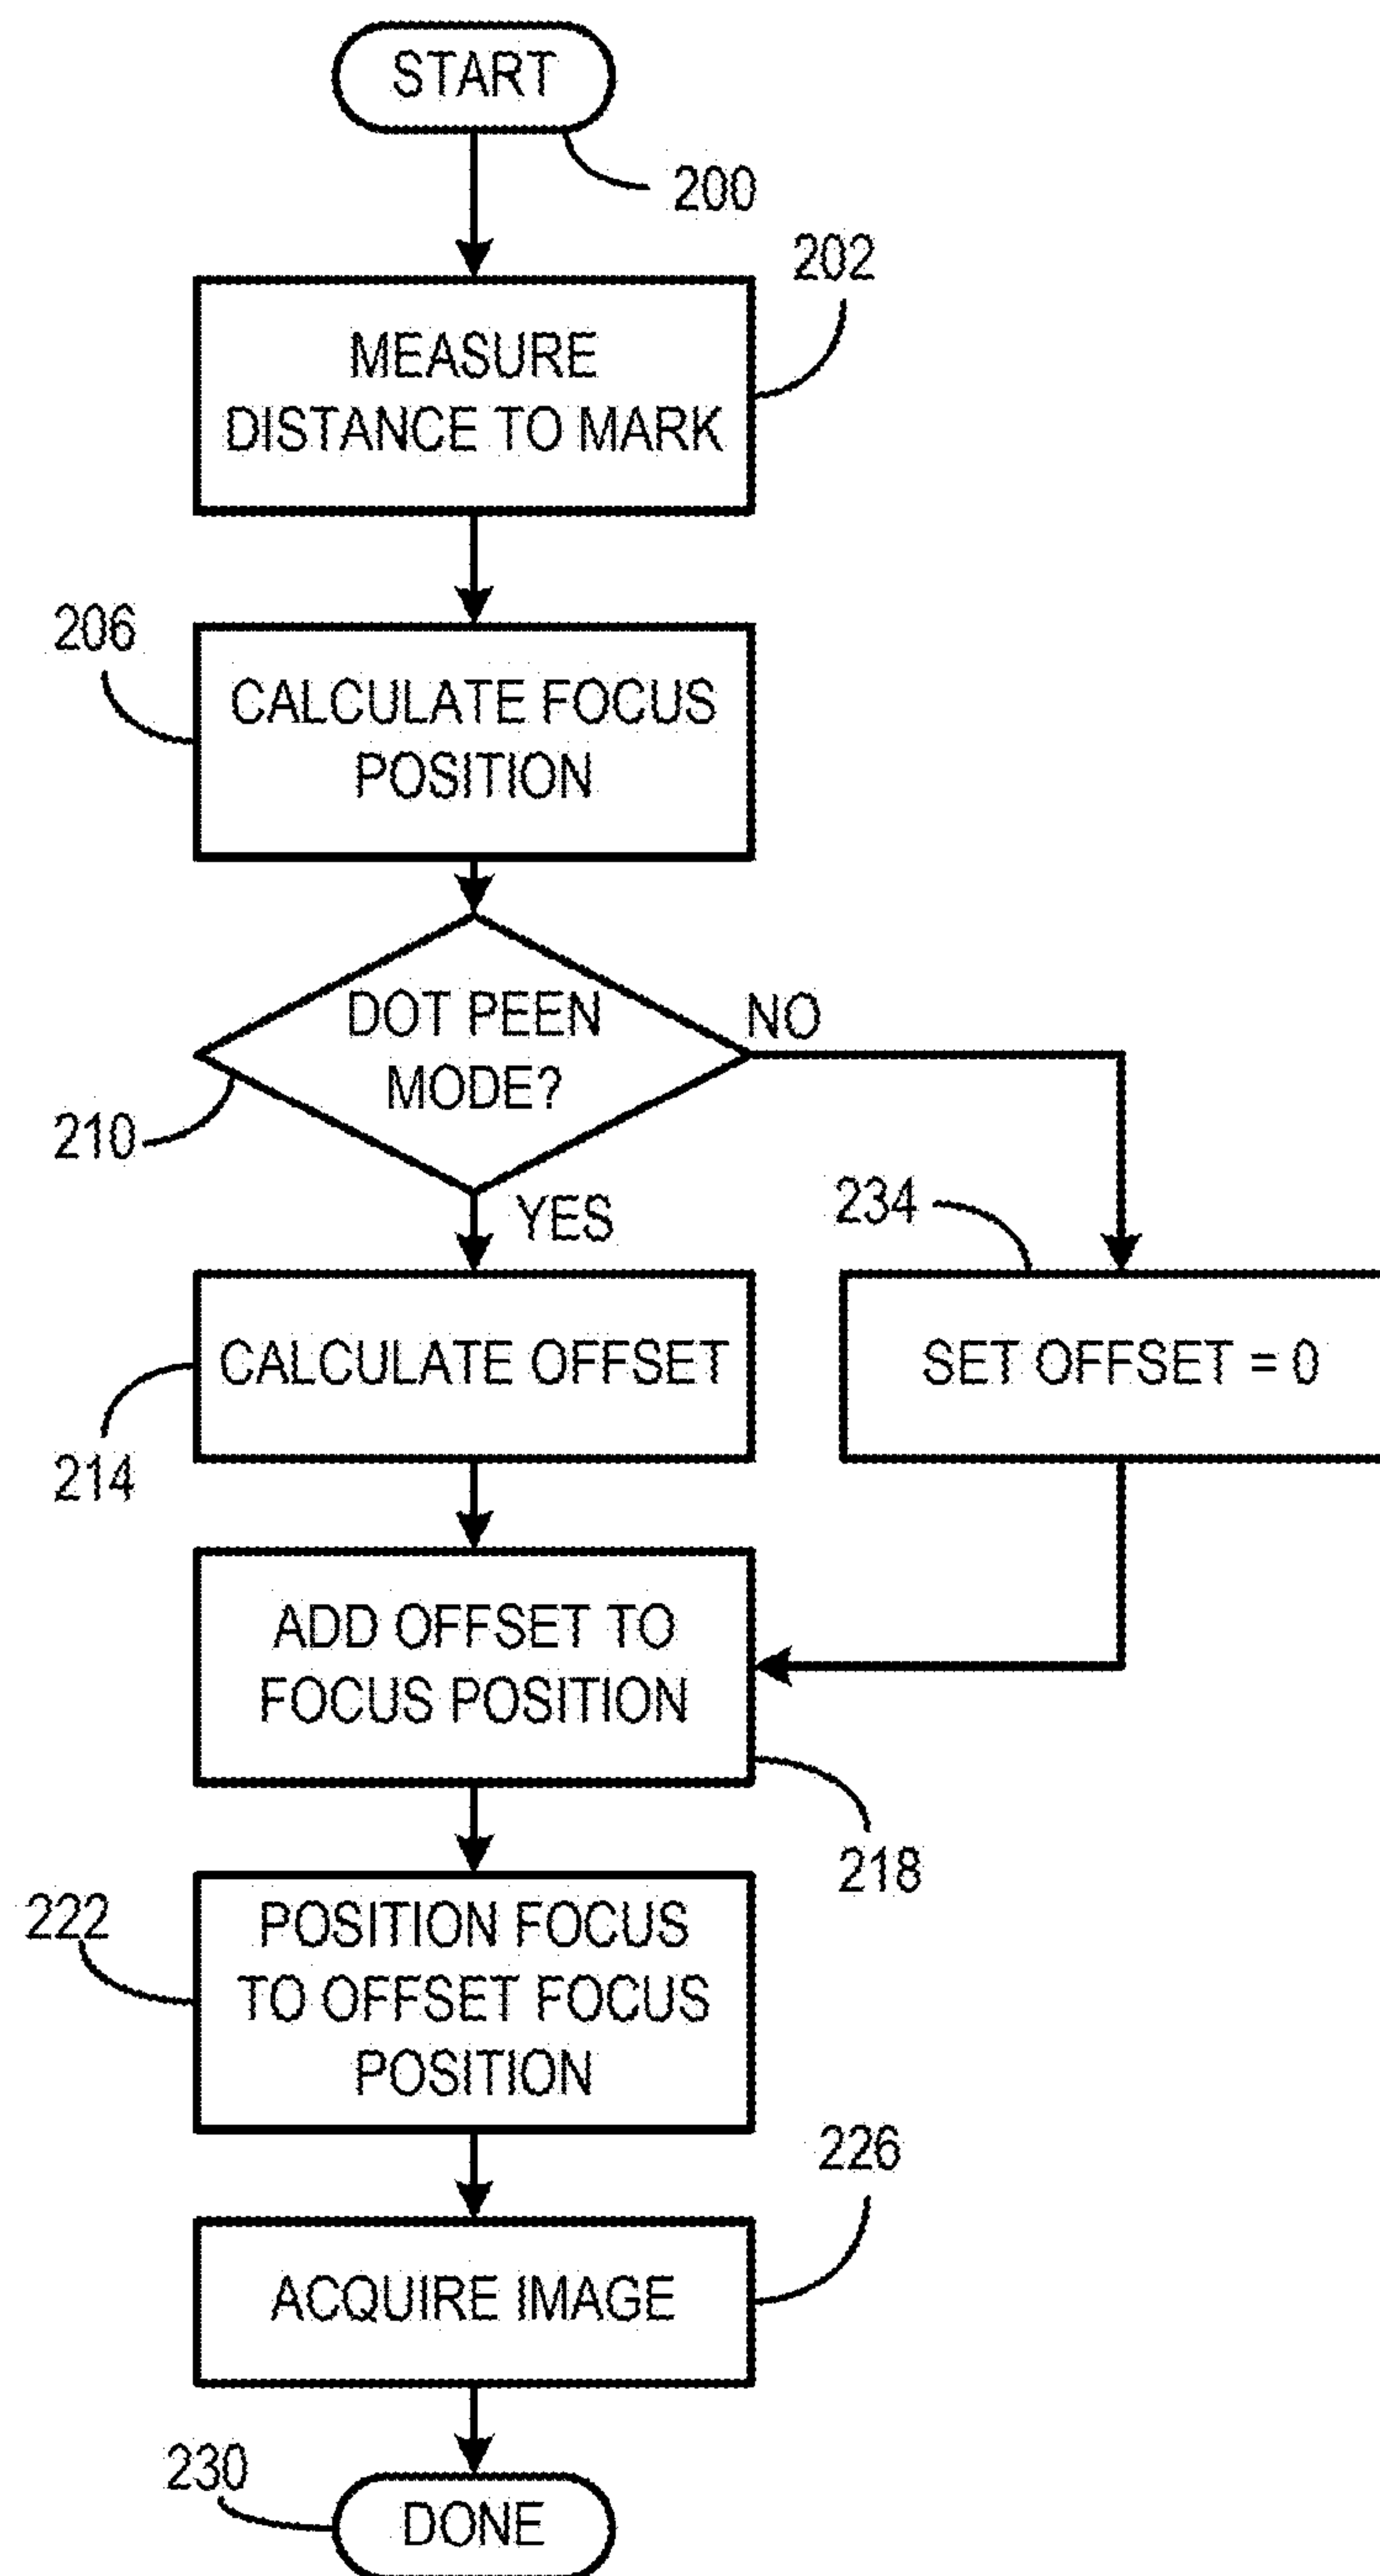 START
200
202
MEASURE
DISTANCE TO MARK
206
CALCULATE FOCUS
POSITION
DOT PEEN
MODE?
NO
210
YES
234
CALCULATE OFFSET
SET OFFSET = 0
214
ADD OFFSET TO
FOCUS POSITION
218
222
POSITION FOCUS
TO OFFSET FOCUS
POSITION
226
ACQUIRE IMAGE
230
DONE